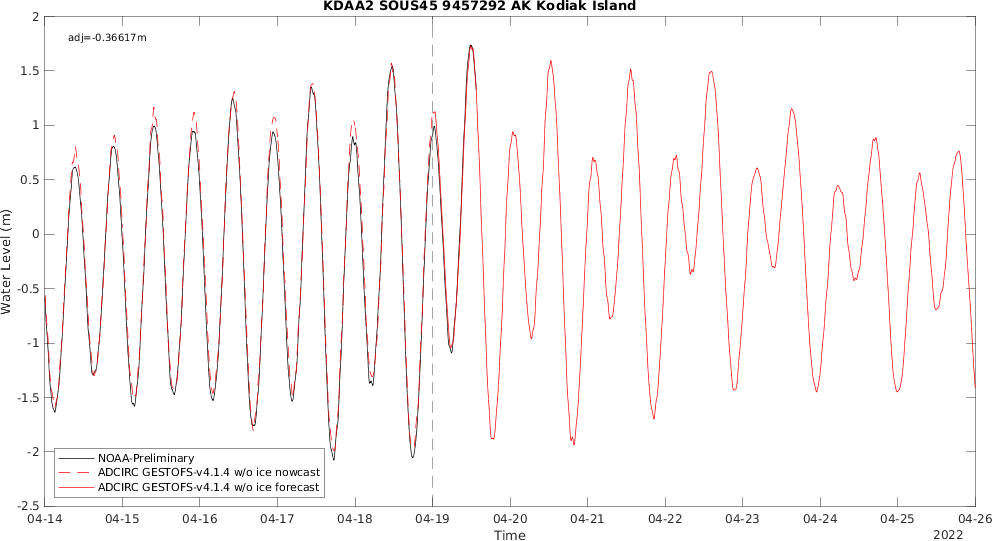 KDAA2 SOUS45 9457292 AK Kodiak Island
adj=-0.36617m
2
1.5
1
0.5
0
-0.5
-1
-1.5
-2
-2.5
Water Level (m)
NOAA-Preliminary
ADCIRC GESTOFS-v4.1.4 w/o ice nowcast
ADCIRC GESTOFS-v4.1.4 w/o ice forecast
04-14 04-15 04-16 04-17 04-18 04-19 04-20 04-21 04-22 04-23 04-24 04-25 04-26
Time
2022